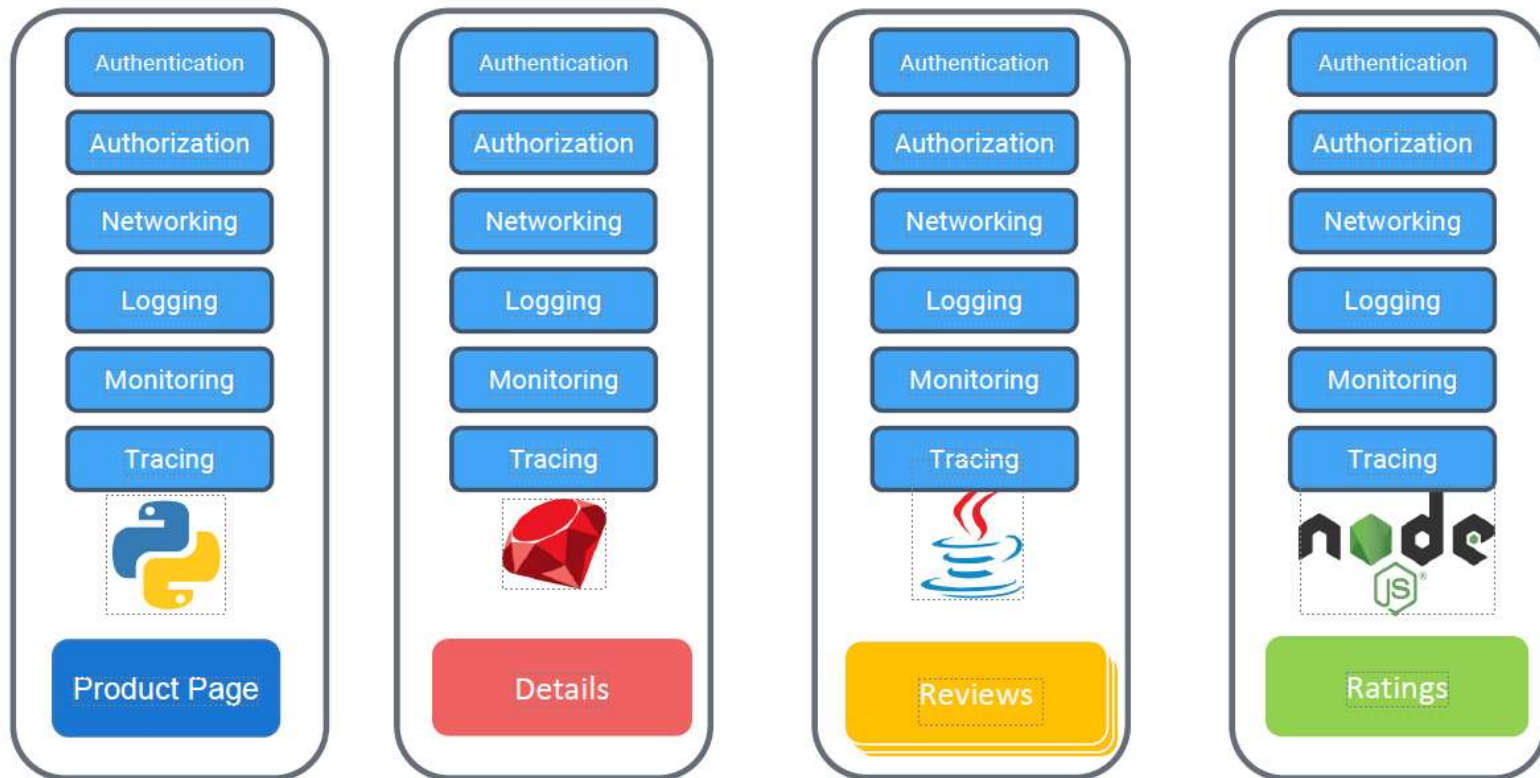 Authentication
Authorization
Networking
Logging
Monitoring
Tracing
Product Page
Authentication
Authorization
Networking
Logging
Monitoring
Tracing
Details
Authentication
Authorization
Networking
Logging
Monitoring
Tracing
Reviews
Authentication
Authorization
Networking
Logging
Monitoring
Tracing
node
JS®
Ratings